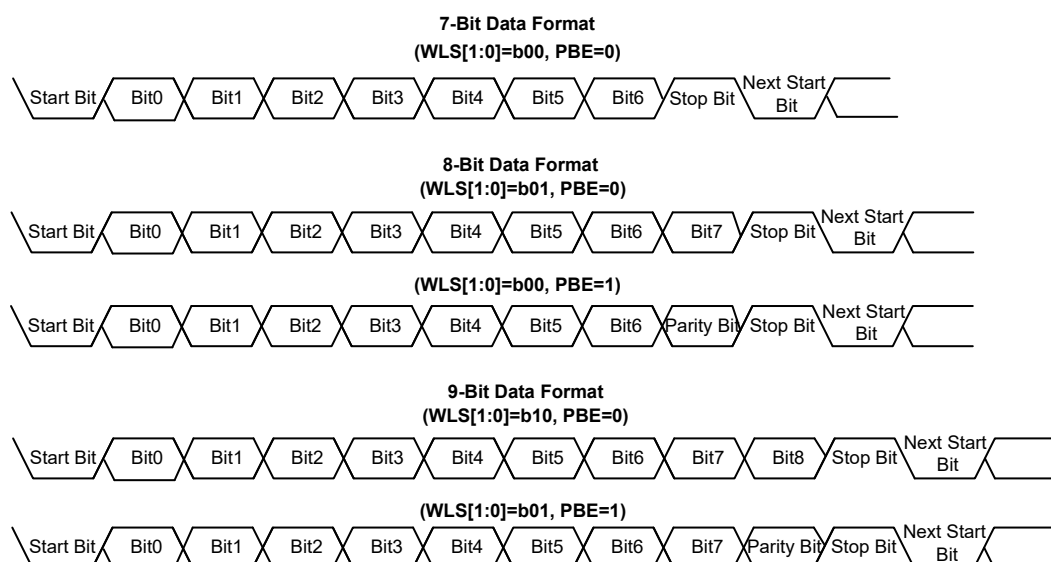 7-Bit Data Format
(WLS[1:0]=b00, PBE=0)
Start Bit Bit0 Bit1 Bit2 Bit3 Bit4 Bit5 Bit6 Stop Bit Next Start Bit
8-Bit Data Format
(WLS[1:0]=b01, PBE=0)
Start Bit Bit0 Bit1 Bit2 Bit3 Bit4 Bit5 Bit6 Bit7 Stop Bit Next Start Bit
(WLS[1:0]=b00, PBE=1)
Start Bit Bit0 Bit1 Bit2 Bit3 Bit4 Bit5 Bit6 Parity Bit Stop Bit Next Start Bit
9-Bit Data Format
(WLS[1:0]=b10, PBE=0)
Start Bit Bit0 Bit1 Bit2 Bit3 Bit4 Bit5 Bit6 Bit7 Bit8 Stop Bit Next Start Bit
(WLS[1:0]=b01, PBE=1)
Start Bit Bit0 Bit1 Bit2 Bit3 Bit4 Bit5 Bit6 Bit7 Parity Bit Stop Bit Next Start Bit